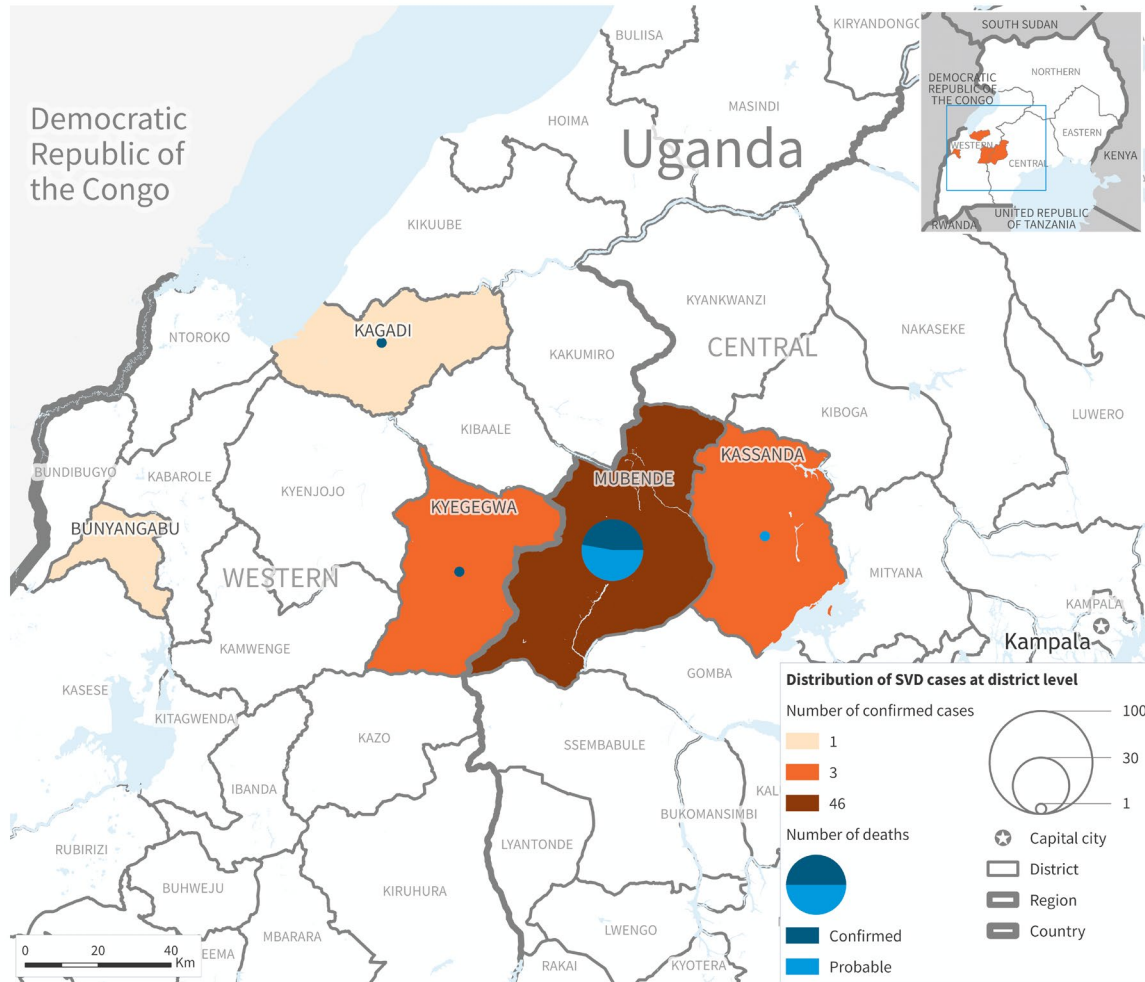 Democratic
Republic of
the Congo
BULIISA
KIRYANDONGO
HOIMA
MASINDI
Uganda
KIKUUBE
SOUTH SUDAN
NORTHERN
DEMOCRATIC
REPUBLIC OF
THE CONGO
EASTERN
WESTERN
CENTRAL
KENYA
UNITED REPUBLIC
OF TANZANIA
RWANDA
NTOROKO
KAGADI
KAKUMIRO
KYANKWANZI
CENTRAL
NAKASEKE
KIBAALE
KIBOGA
LUWERO
BUNDIBUGYO
KABAROLE
KYENJOJO
KYEGEGWA
MUBENDE
KASSANDA
BUNYANGABU
WESTERN
MITYANA
KAMPALA
Kampala
KAMWENGE
KASESE
KITAGWENDA
KAZO
GOMBA
SSEMBABULE
IBANDA
BUKOMANSIMBI
KAL
RUBIRIZI
LYANTONDE
BUHWEJU
KIRUHURA
MBARARA
LWENGO
EEMA
RAKAI
KYOTERA
0 20 40
Km
Distribution of SVD cases at district level
Number of confirmed cases
1
3
46
Number of deaths
Confirmed
Probable
100
30
1
Capital city
District
Region
Country